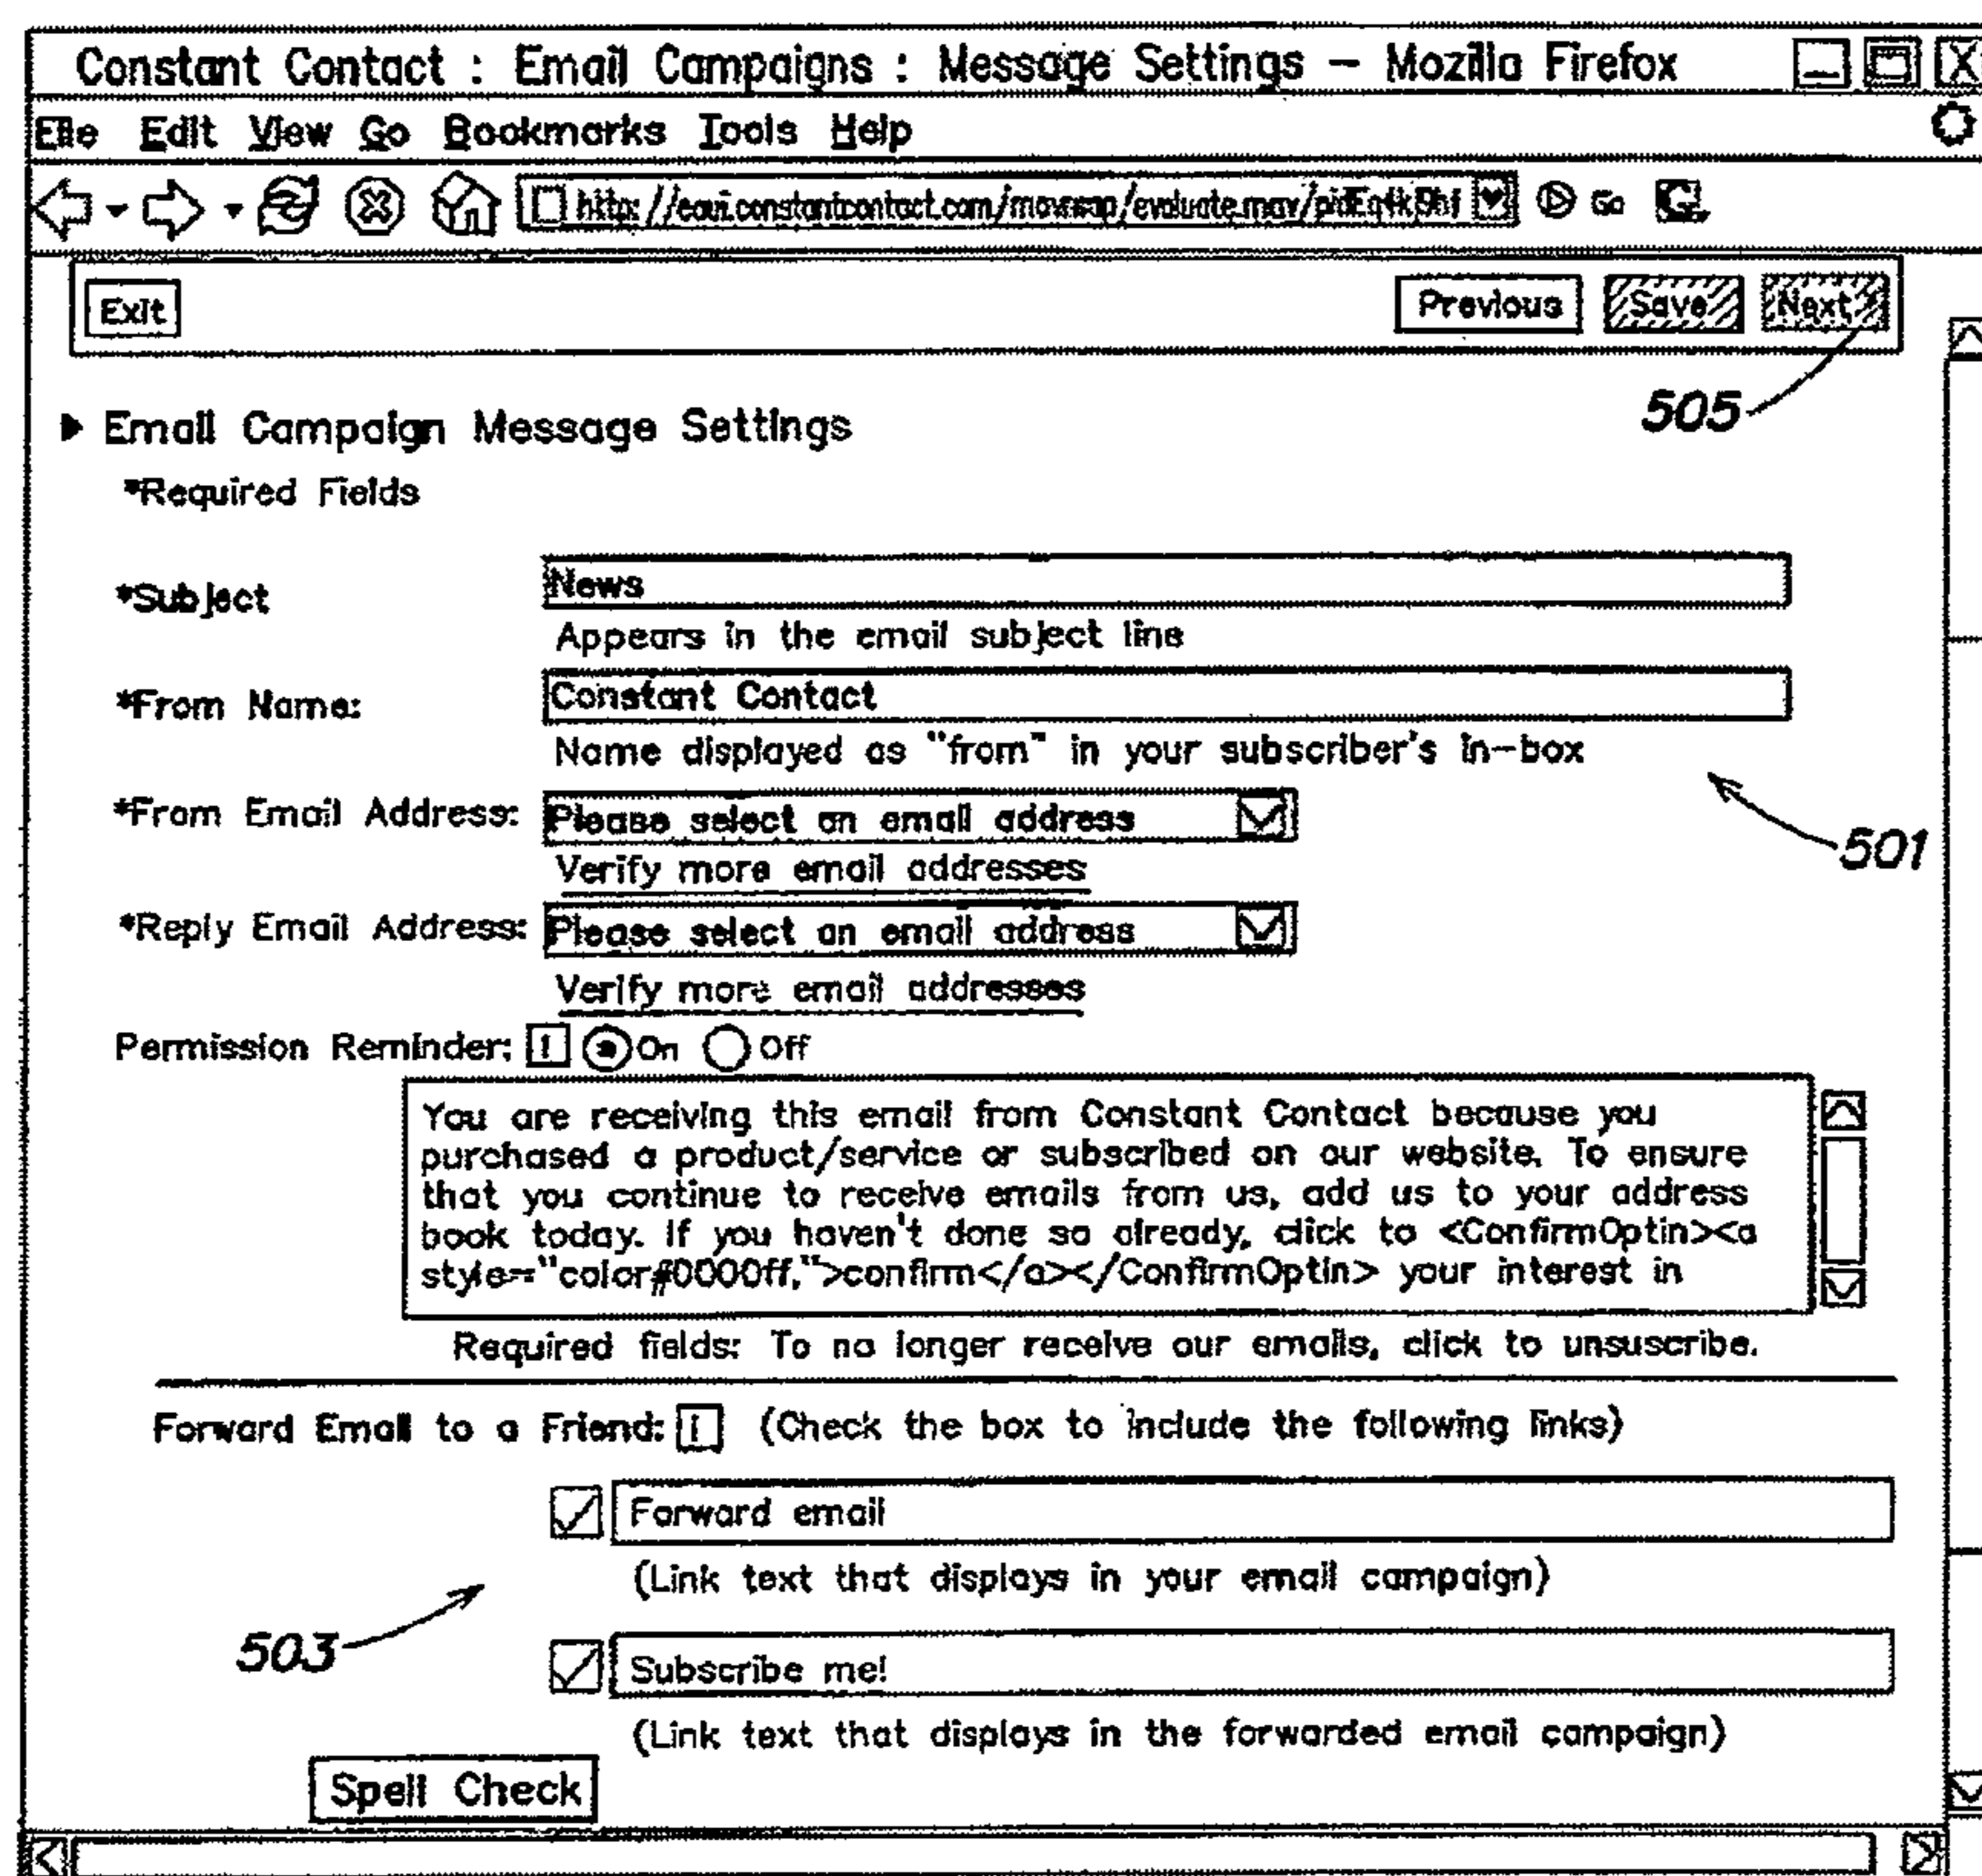 Constant Contact : Email Campaigns : Message Settings – Mozilla Firefox
File Edit View Go Bookmarks Tools Help
Go G
Exit Previous Save Next
505
Email Campaign Message Settings
*Required Fields
*Subject News
Appears in the email subject line
*From Name: Constant Contact
Name displayed as "from" in your subscriber's in-box
*From Email Address: Please select an email address
Verify more email addresses
501
*Reply Email Address: Please select an email address
Verify more email addresses
Permission Reminder: i On Off
You are receiving this email from Constant Contact because you
purchased a product/service or subscribed on our website. To ensure
that you continue to receive emails from us, add us to your address
book today. If you haven't done so already, click to <ConfirmOptin><a
style="color#0000ff,">confirm</a></ConfirmOptin> your interest in
Required fields: To no longer receive our emails, click to unsuscribe.
Forward Email to a Friend: i (Check the box to include the following links)
Forward email
(Link text that displays in your email campaign)
503
Subscribe me!
(Link text that displays in the forwarded email campaign)
Spell Check